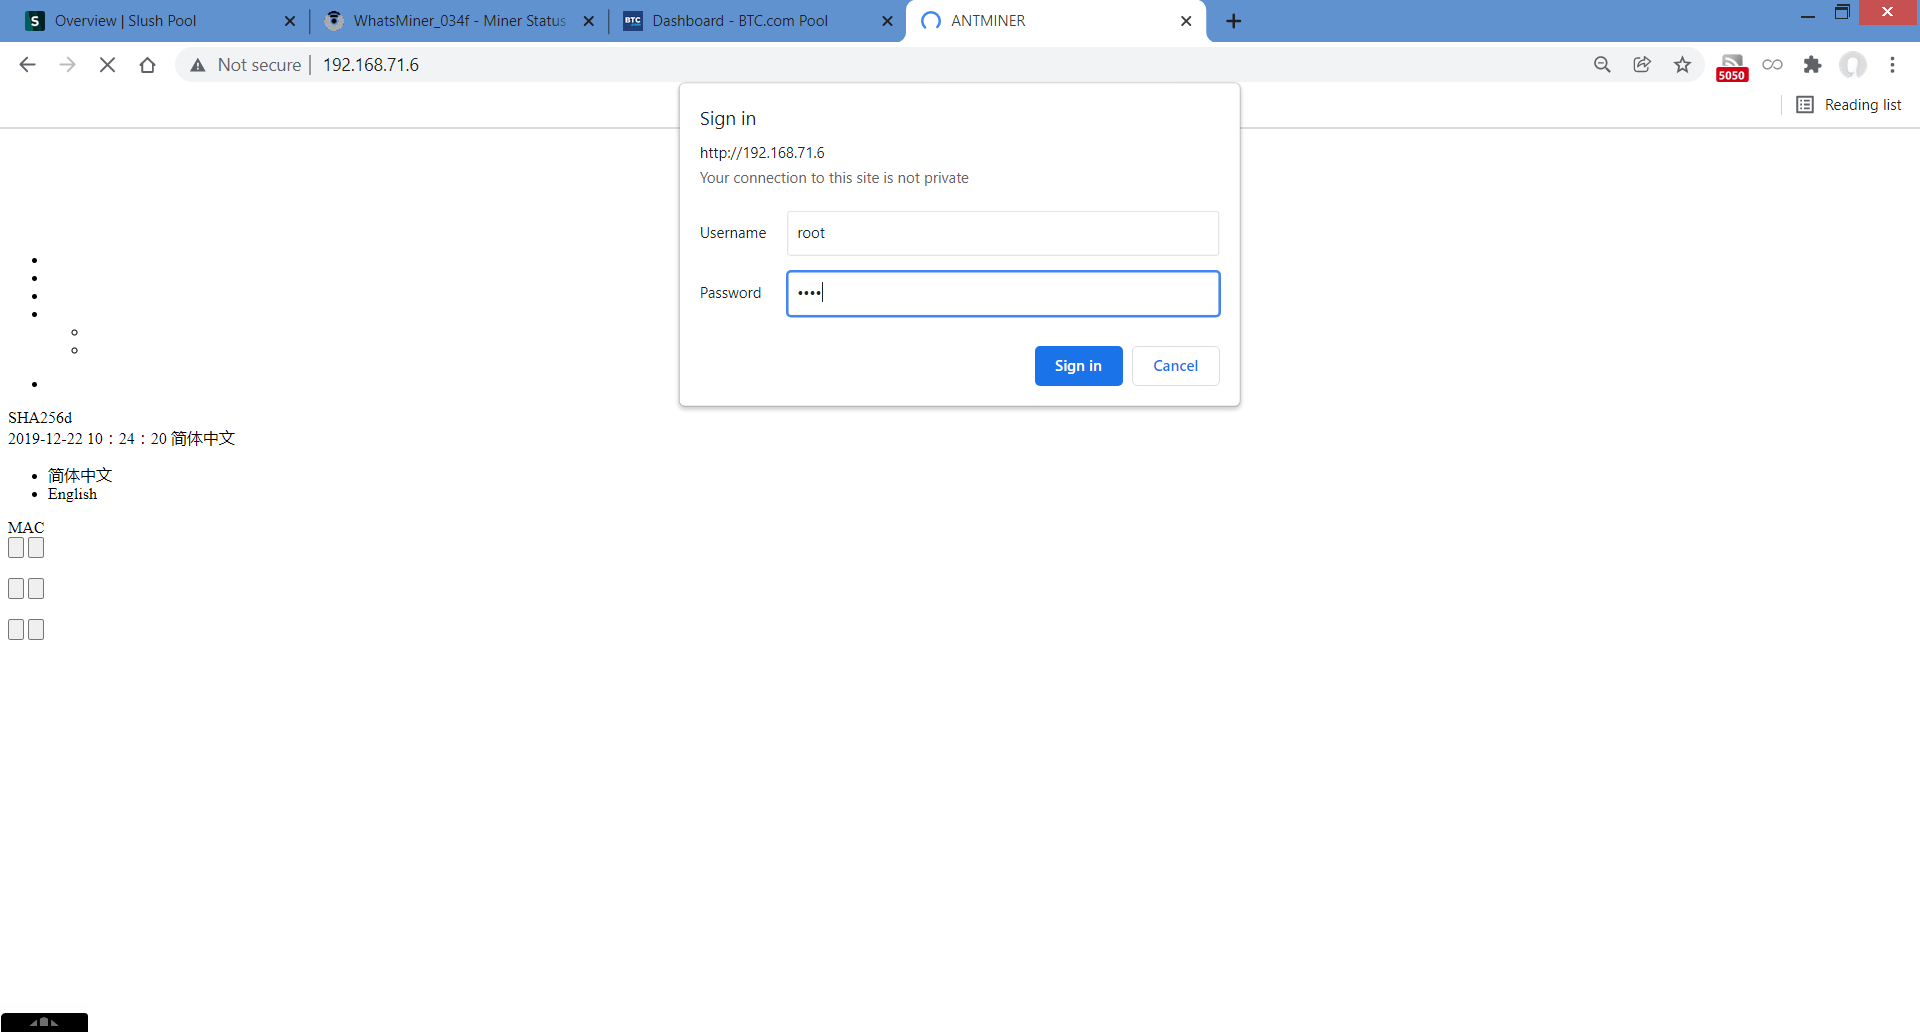 Overview | Slush Pool
WhatsMiner_034f - Miner Status
BTC
Dashboard - BTC.com Pool
ANTMINER
Not secure
192.168.71.6
5050
Reading list
Sign in
http://192.168.71.6
Your connection to this site is not private
Username
root
Password
••••
Sign in
Cancel
SHA256d
2019-12-22 10：24：20 简体中文
简体中文
English
MAC